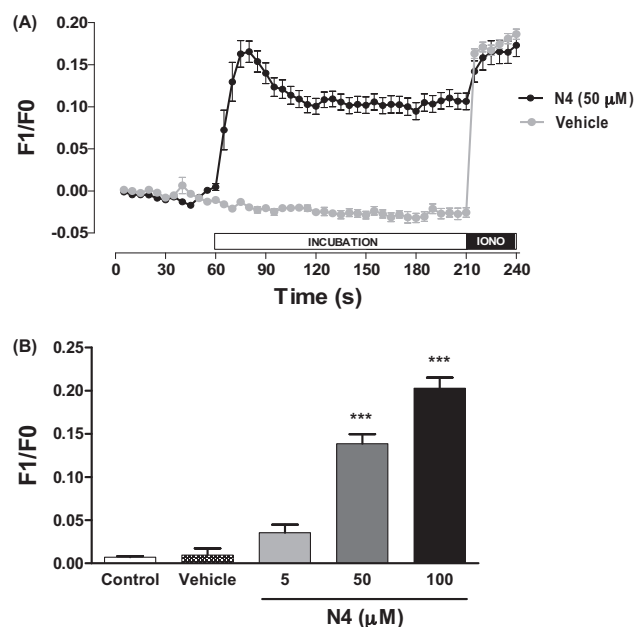 (A)
0.20
0.15
0.10
0.05
0.00
-0.05
F1/F0
N4 (50 µM)
Vehicle
INCUBATION
IONO
0 30 60 90 120 150 180 210 240
Time (s)
(B)
0.25
0.20
0.15
0.10
0.05
0.00
F1/F0
***
***
Control Vehicle 5 50 100
N4 (µM)